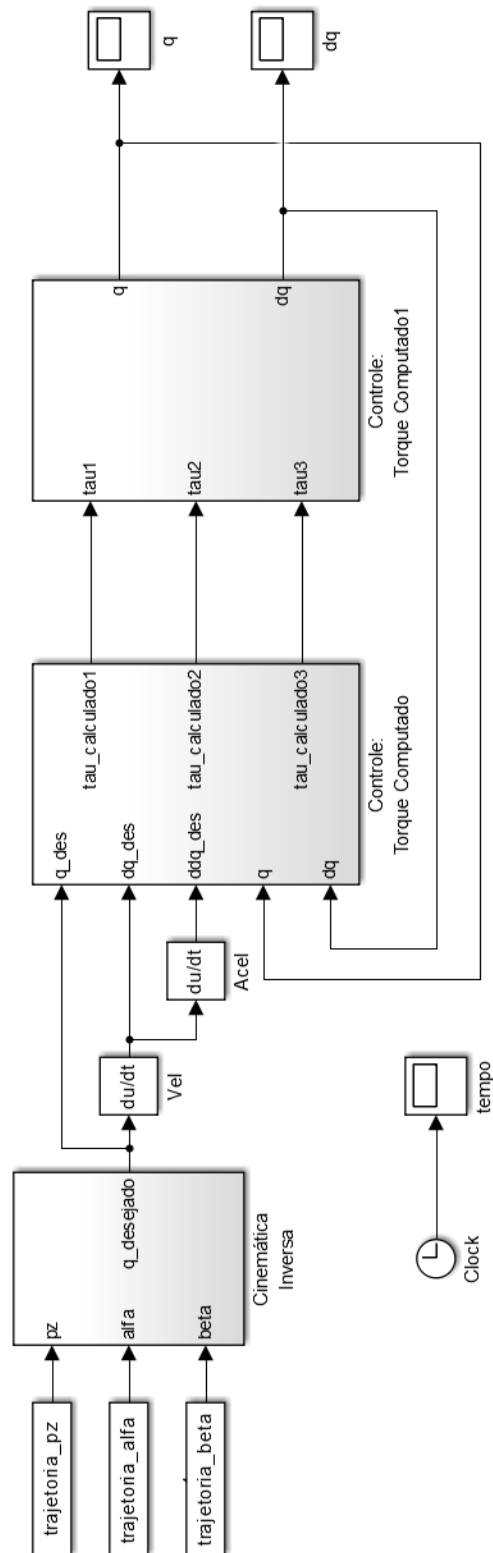 trajetoria_pz
trajetoria_alfa
trajetoria_beta
pz
alfa
beta
q_desejado
Cinemática
Inversa
du/dt
Vel
du/dt
Acel
q_des
dq_des
ddq_des
q
dq
tau_calculado1
tau_calculado2
tau_calculado3
Controle:
Torque Computado
tau1
tau2
tau3
q
dq
Controle:
Torque Computado1
q
dq
Clock
tempo